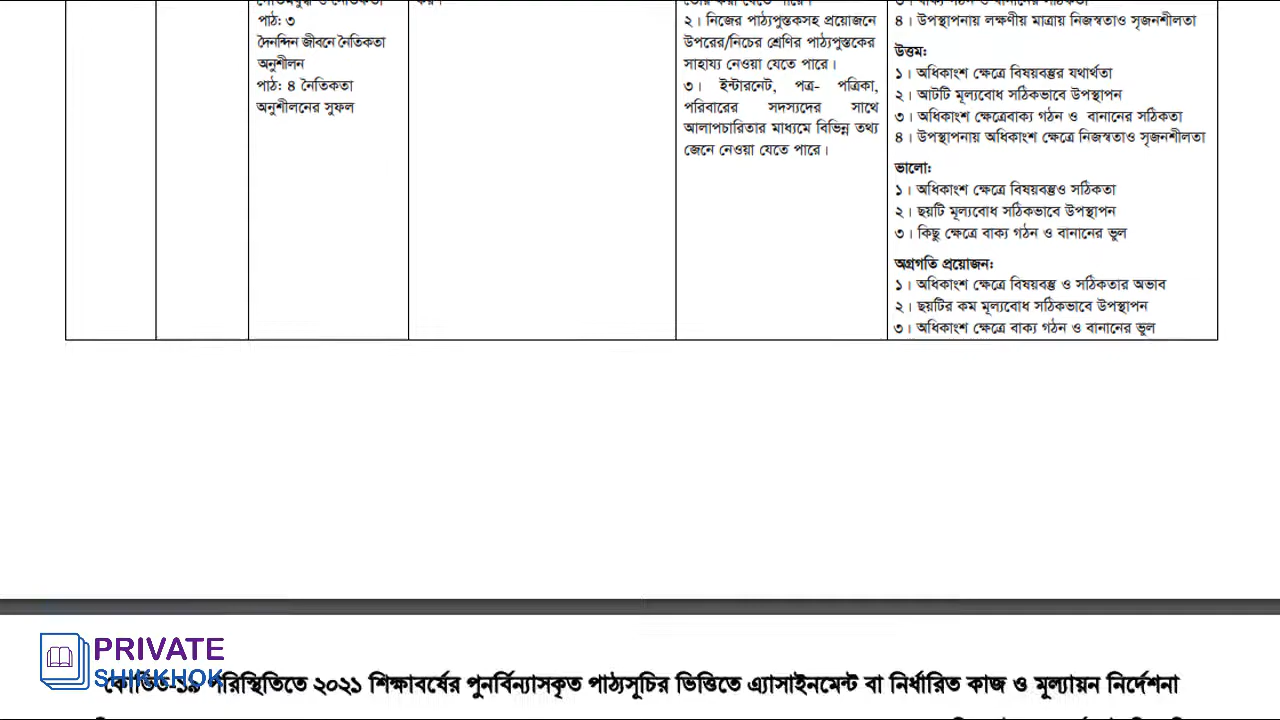 পাঠ: ৩
দৈনন্দিন জীবনে নৈতিকতা
অনুশীলন
পাঠ: ৪ নৈতিকতা
অনুশীলনের সুফল
২। নিজের পাঠ্যপুস্তকসহ প্রয়োজনে
উপরের/নিচের শ্রেণির পাঠ্যপুস্তকের
সাহায্য নেওয়া যেতে পারে।
৩। ইন্টারনেট, পত্র- পত্রিকা,
পরিবারের সদস্যদের সাথে
আলাপচারিতার মাধ্যমে বিভিন্ন তথ্য
জেনে নেওয়া যেতে পারে।
৪। উপস্থাপনায় লক্ষণীয় মাত্রায় নিজস্বতাও সৃজনশীলতা
উত্তম:
১। অধিকাংশ ক্ষেত্রে বিষয়বস্তুর যথার্থতা
২। আটটি মূল্যবোধ সঠিকভাবে উপস্থাপন
৩। অধিকাংশ ক্ষেত্রেবাক্য গঠন ও বানানের সঠিকতা
৪। উপস্থাপনায় অধিকাংশ ক্ষেত্রে নিজস্বতাও সৃজনশীলতা
ভালো:
১। অধিকাংশ ক্ষেত্রে বিষয়বস্তুও সঠিকতা
২। ছয়টি মূল্যবোধ সঠিকভাবে উপস্থাপন
৩। কিছু ক্ষেত্রে বাক্য গঠন ও বানানের ভুল
অগ্রগতি প্রয়োজন:
১। অধিকাংশ ক্ষেত্রে বিষয়বস্তু ও সঠিকতার অভাব
২। ছয়টির কম মূল্যবোধ সঠিকভাবে উপস্থাপন
৩। অধিকাংশ ক্ষেত্রে বাক্য গঠন ও বানানের ভুল
PRIVATE
SHIKKHOK
কোভিড-১৯ পরিস্থিতিতে ২০২১ শিক্ষাবর্ষের পুনর্বিন্যাসকৃত পাঠ্যসূচির ভিত্তিতে এ্যাসাইনমেন্ট বা নির্ধারিত কাজ ও মূল্যায়ন নির্দেশনা